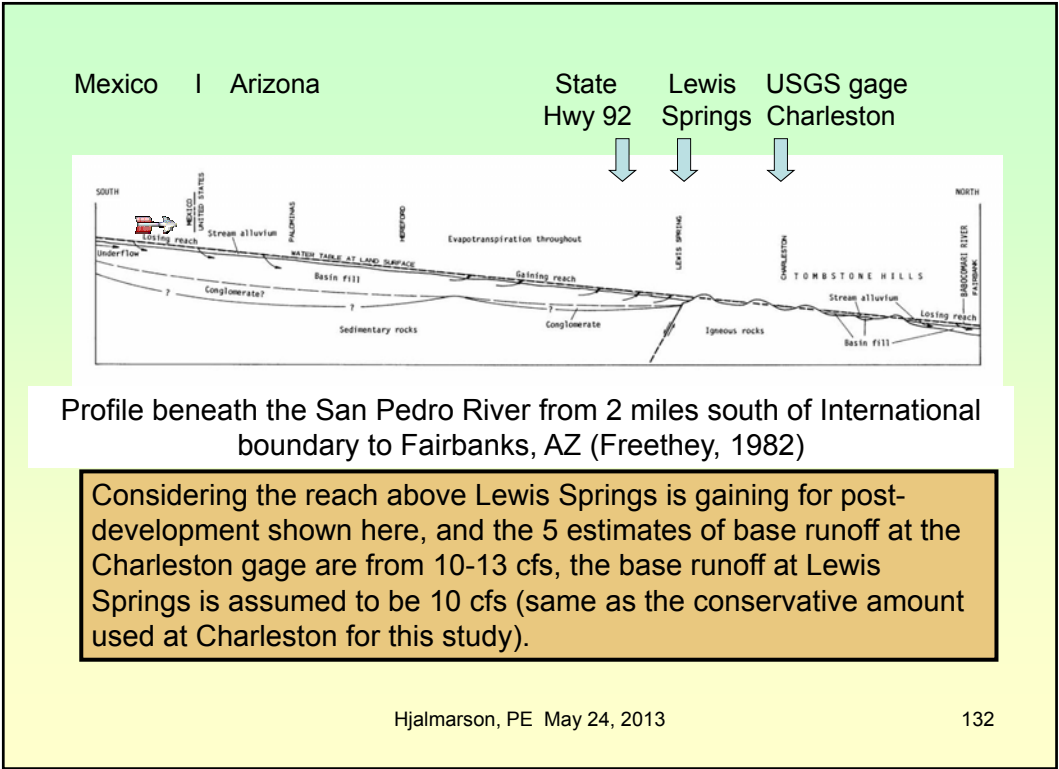 Mexico I Arizona
State Lewis USGS gage
Hwy 92 Springs Charleston
SOUTH
NORTH
MEXICO
UNITED STATES
PALOMINAS
HEREFORD
LEWIS SPRING
CHARLESTON
BABOCOMARI RIVER
FAIRBANK
Losing reach
Stream alluvium
Evapotranspiration throughout
TOMBSTONE HILLS
Underflow
WATER TABLE AT LAND SURFACE
Basin fill
Gaining reach
Stream alluvium
Losing reach
? Conglomerate? ?
?
Conglomerate
Sedimentary rocks
Igneous rocks
Basin fill
Profile beneath the San Pedro River from 2 miles south of International
boundary to Fairbanks, AZ (Freethey, 1982)
Considering the reach above Lewis Springs is gaining for post-
development shown here, and the 5 estimates of base runoff at the
Charleston gage are from 10-13 cfs, the base runoff at Lewis
Springs is assumed to be 10 cfs (same as the conservative amount
used at Charleston for this study).
Hjalmarson, PE May 24, 2013
132